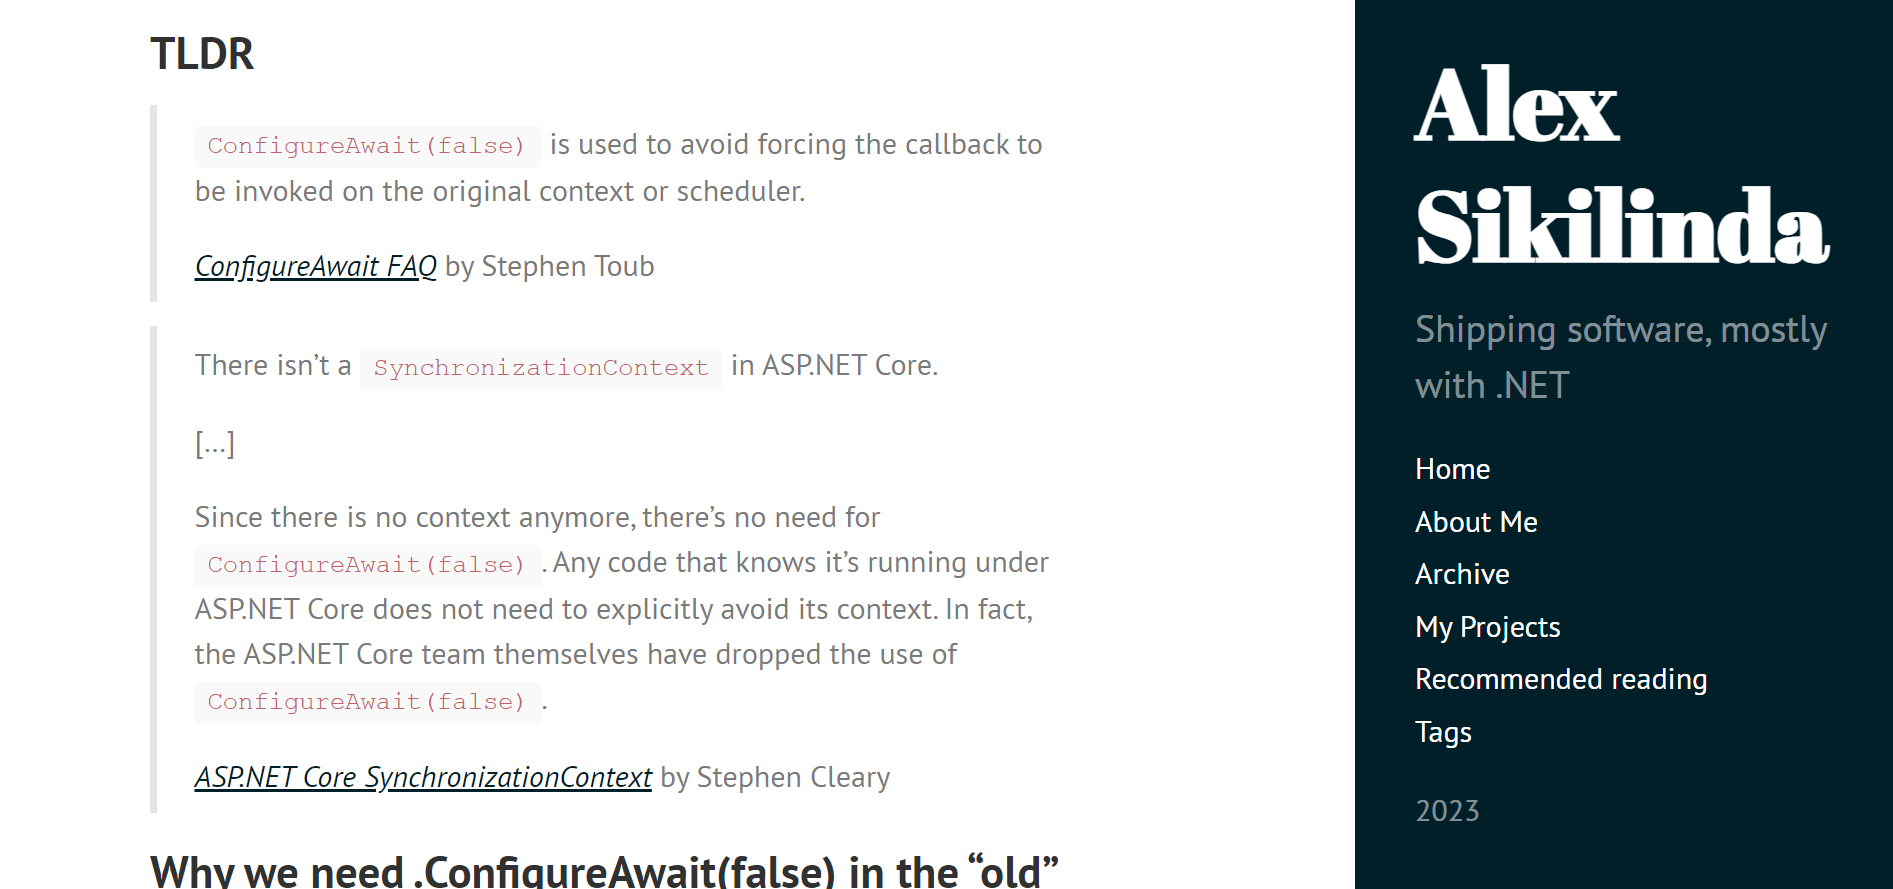 TLDR
ConfigureAwait(false) is used to avoid forcing the callback to
be invoked on the original context or scheduler.
ConfigureAwait FAQ by Stephen Toub
There isn’t a SynchronizationContext in ASP.NET Core.
[…]
Since there is no context anymore, there’s no need for
ConfigureAwait(false). Any code that knows it’s running under
ASP.NET Core does not need to explicitly avoid its context. In fact,
the ASP.NET Core team themselves have dropped the use of
ConfigureAwait(false).
ASP.NET Core SynchronizationContext by Stephen Cleary
Why we need .ConfigureAwait(false) in the “old”
Alex
Sikilinda
Shipping software, mostly
with .NET
Home
About Me
Archive
My Projects
Recommended reading
Tags
2023